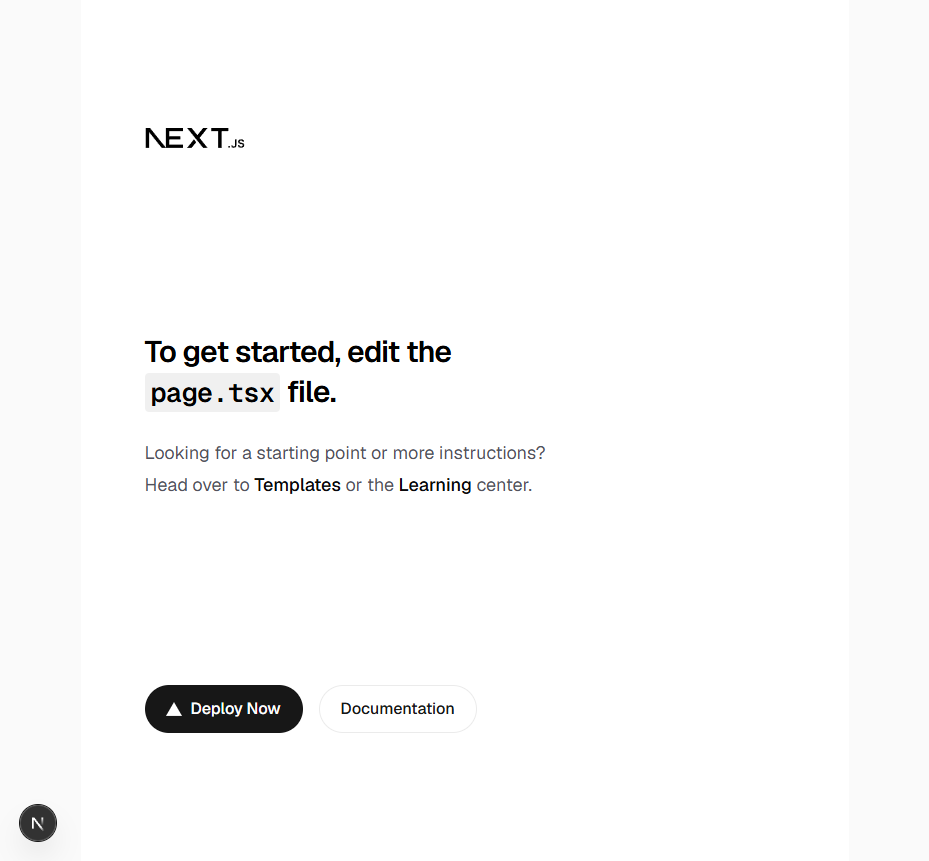 NEXT.JS
To get started, edit the
page.tsx file.
Looking for a starting point or more instructions?
Head over to Templates or the Learning center.
Deploy Now
Documentation
N